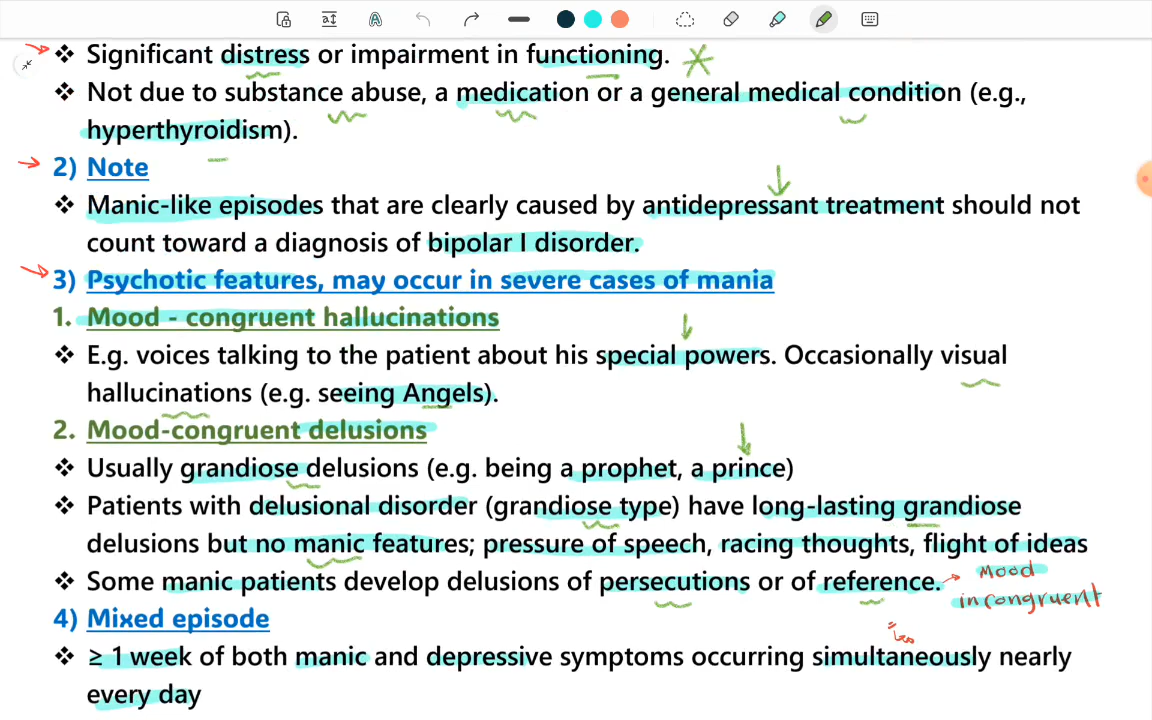 ❖ Significant distress or impairment in functioning.
❖ Not due to substance abuse, a medication or a general medical condition (e.g.,
hyperthyroidism).
2) Note
❖ Manic-like episodes that are clearly caused by antidepressant treatment should not
count toward a diagnosis of bipolar I disorder.
3) Psychotic features, may occur in severe cases of mania
1. Mood - congruent hallucinations
❖ E.g. voices talking to the patient about his special powers. Occasionally visual
hallucinations (e.g. seeing Angels).
2. Mood-congruent delusions
❖ Usually grandiose delusions (e.g. being a prophet, a prince)
❖ Patients with delusional disorder (grandiose type) have long-lasting grandiose
delusions but no manic features; pressure of speech, racing thoughts, flight of ideas
❖ Some manic patients develop delusions of persecutions or of reference. → Mood
incongruent
4) Mixed episode
❖ ≥ 1 week of both manic and depressive symptoms occurring simultaneously nearly
every day